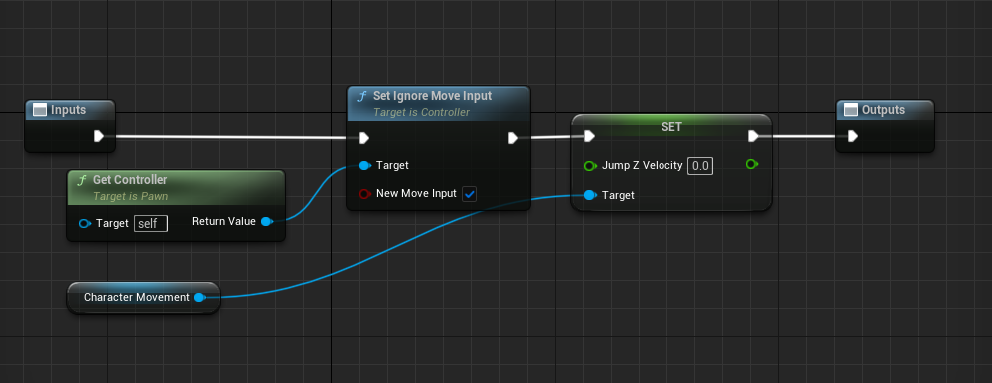 Inputs
Set Ignore Move Input
Target is Controller
Target
New Move Input
SET
Jump Z Velocity 0.0
Target
Outputs
Get Controller
Target is Pawn
Target self Return Value
Character Movement